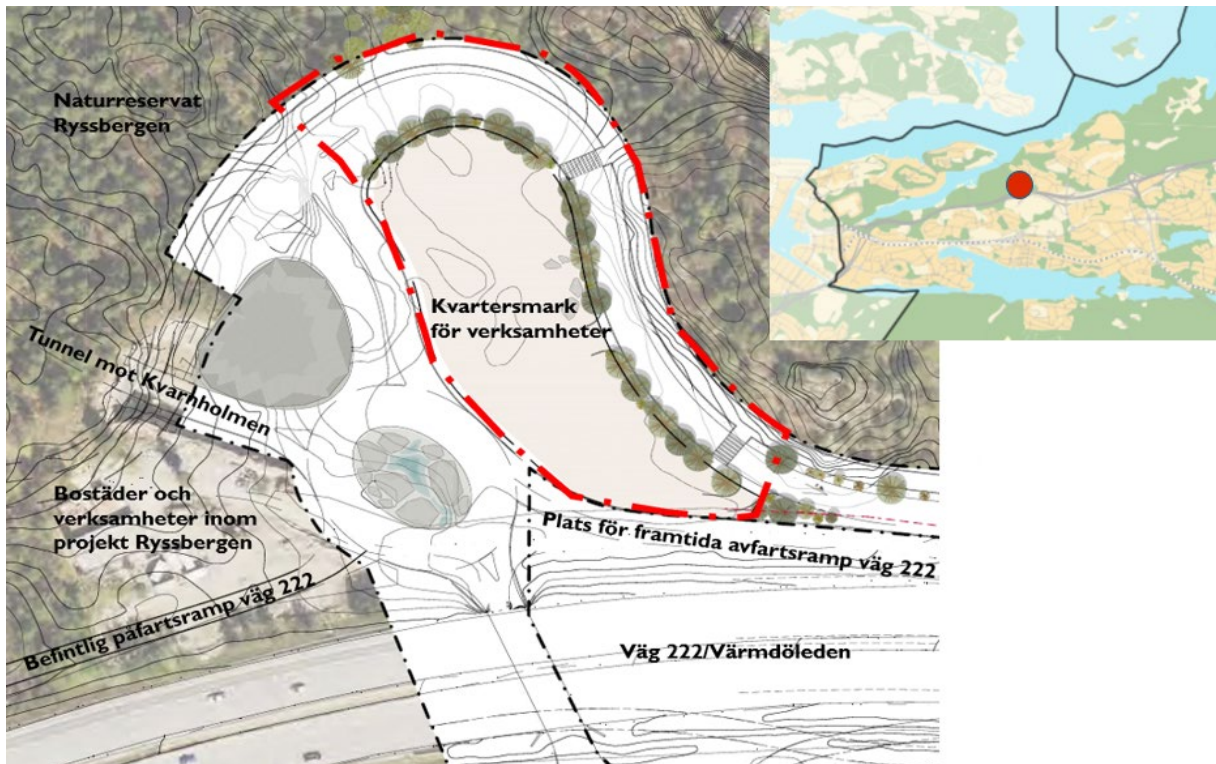 Naturreservat
Ryssbergen
Kvartersmark
för verksamheter
Tunnel mot Kvarnholmen
Bostäder och
verksamheter inom
projekt Ryssbergen
Plats för framtida avfartsramp väg 222
Befintlig påfartsramp väg 222
Väg 222/Värmdöleden